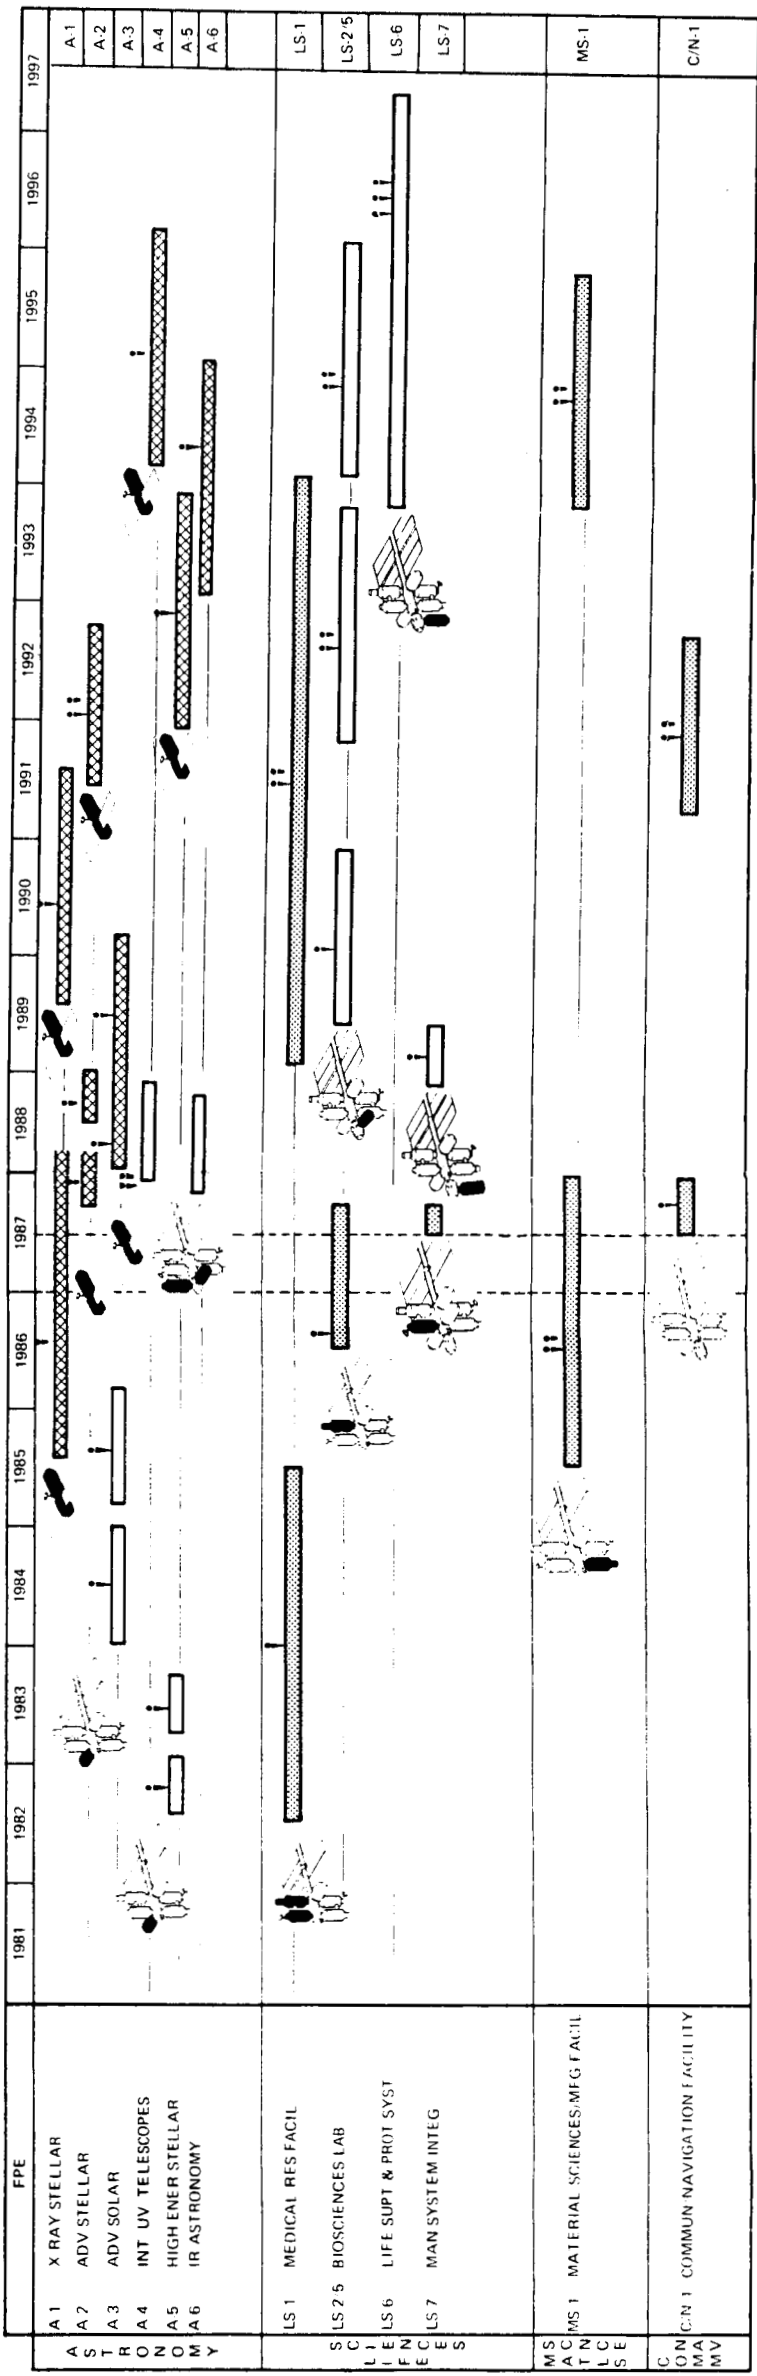 FPE 1981 1982 1983 1984 1985 1986 1987 1988 1989 1990 1991 1992 1993 1994 1995 1996 1997
ASTRONOMY
A 1 X RAY STELLAR A-1
A 2 ADV STELLAR A-2
A 3 ADV SOLAR A-3
A 4 INT UV TELESCOPES A-4
A 5 HIGH ENER STELLAR A-5
A 6 IR ASTRONOMY A-6
LIFE SCIENCES
LS 1 MEDICAL RES FACIL LS-1
LS 2 5 BIOSCIENCES LAB LS-2/5
LS 6 LIFE SUPT & PROT SYST LS-6
LS 7 MAN SYSTEM INTEG LS-7
MATL SCE
MS 1 MATERIAL SCIENCES/MFG FACIL MS-1
COMM NAV
C/N 1 COMMUN NAVIGATION FACILITY C/N-1